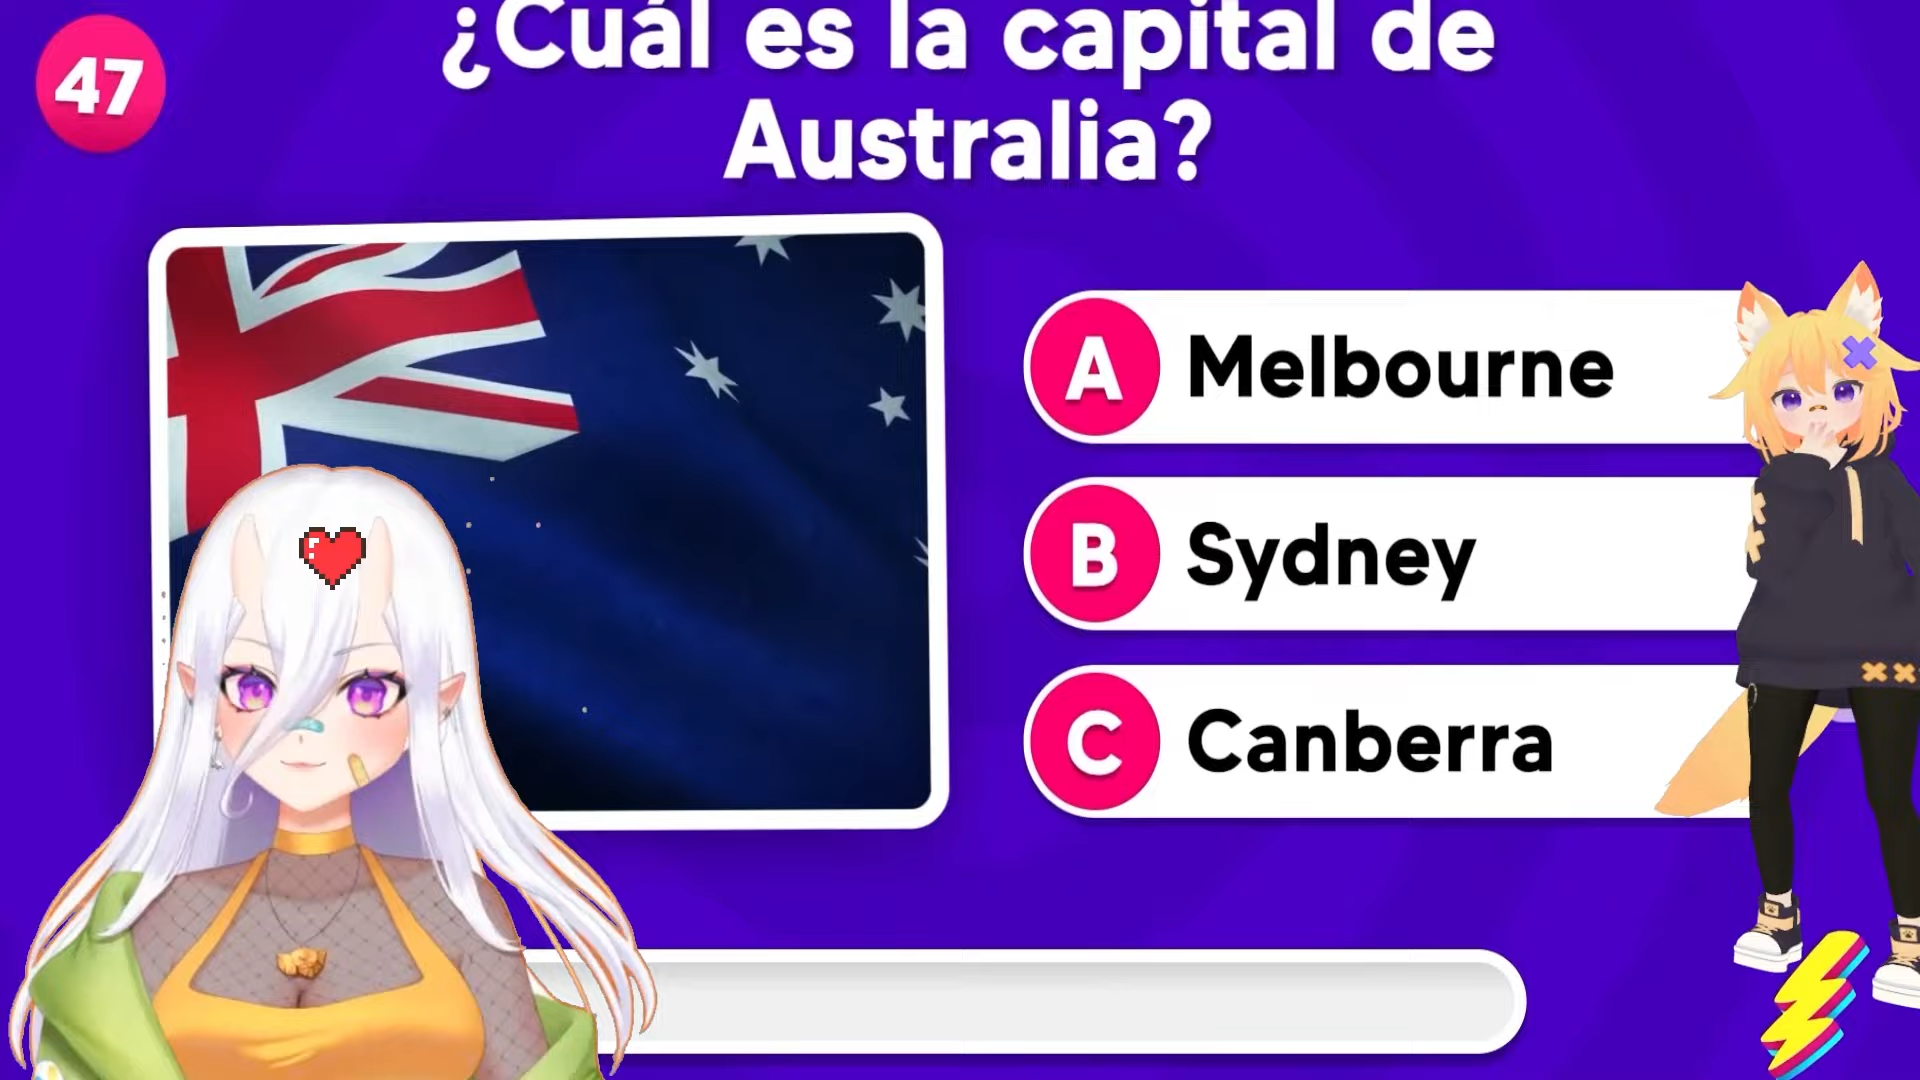 47
¿Cuál es la capital de
Australia?
A Melbourne
B Sydney
C Canberra